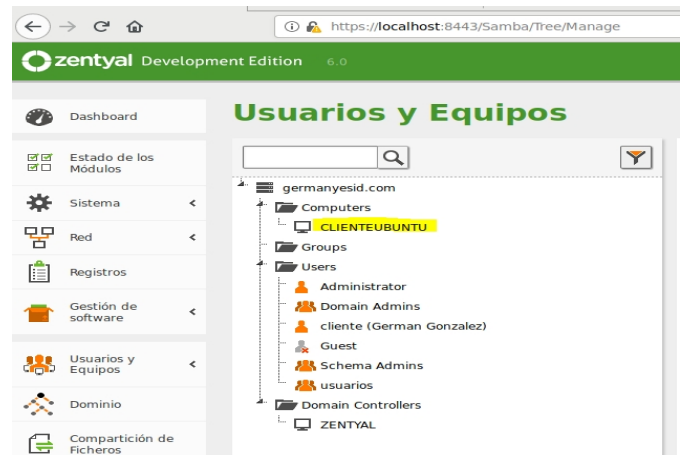 https://localhost:8443/Samba/Tree/Manage
zentyal Development Edition 6.0
Dashboard
Estado de los
Módulos
Sistema
Red
Registros
Gestión de
software
Usuarios y
Equipos
Dominio
Compartición de
Ficheros
Usuarios y Equipos
germanyesid.com
Computers
CLIENTEUBUNTU
Groups
Users
Administrator
Domain Admins
cliente (German Gonzalez)
Guest
Schema Admins
usuarios
Domain Controllers
ZENTYAL